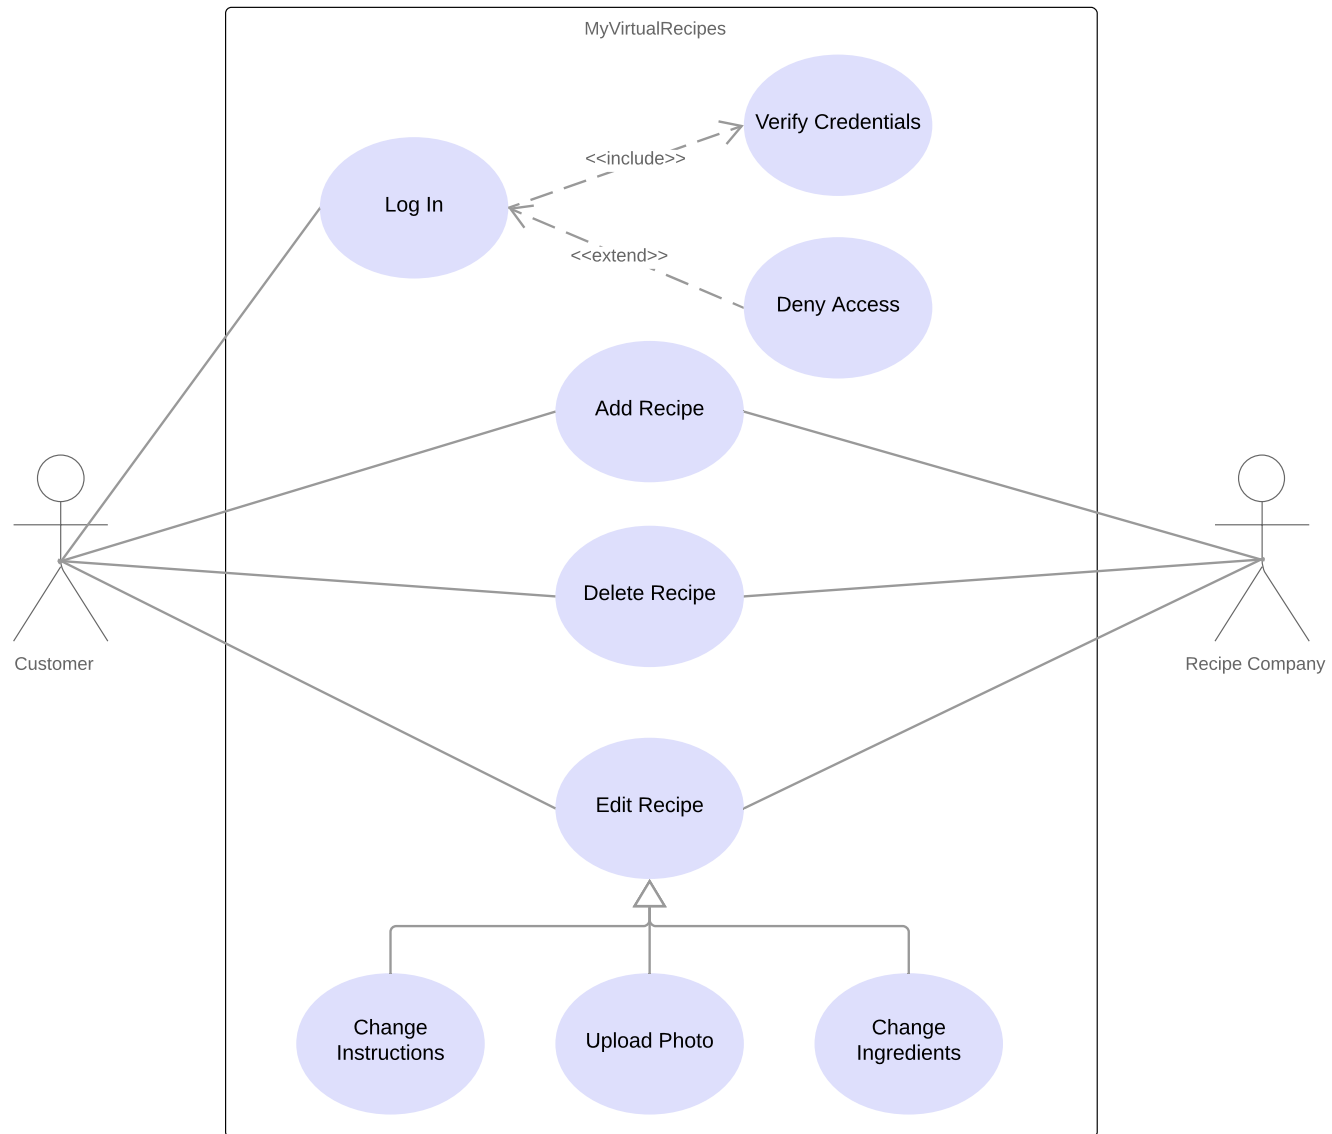 MyVirtualRecipes
Verify Credentials
<<include>>
Log In
<<extend>>
Deny Access
Add Recipe
Delete Recipe
Customer
Recipe Company
Edit Recipe
Change
Instructions
Upload Photo
Change
Ingredients